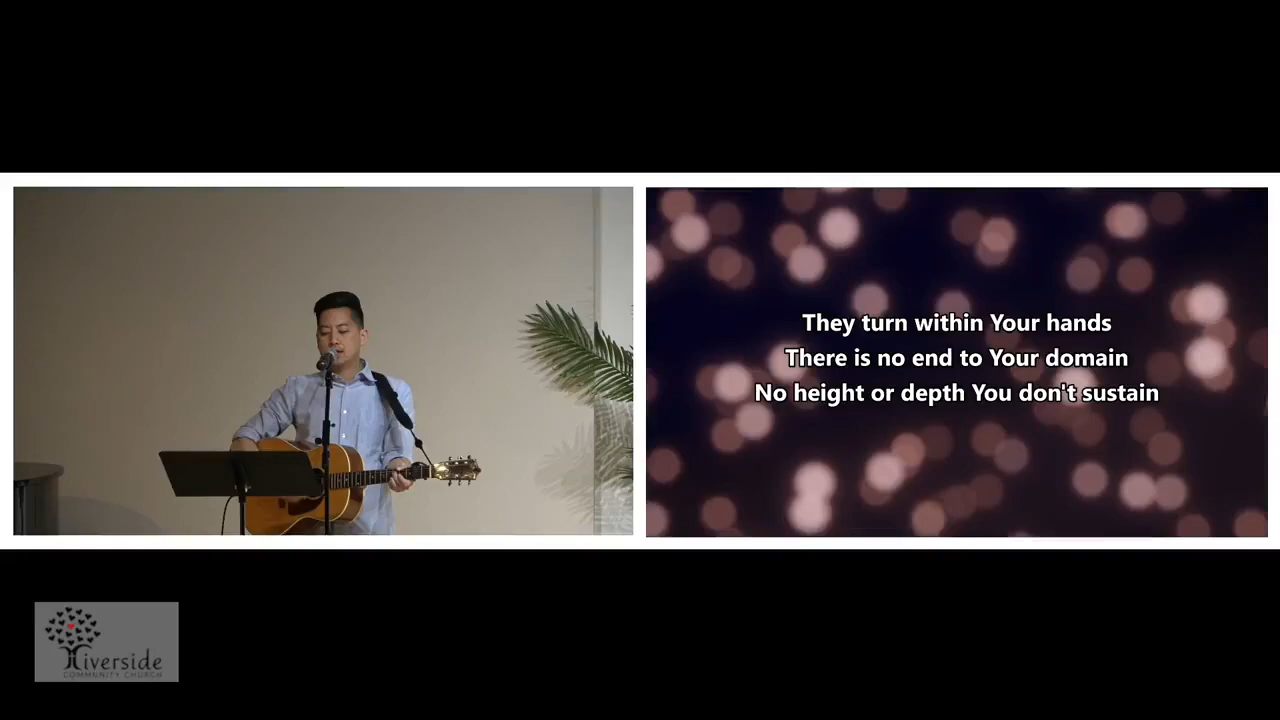 They turn within Your hands
There is no end to Your domain
No height or depth You don't sustain
Riverside
COMMUNITY CHURCH